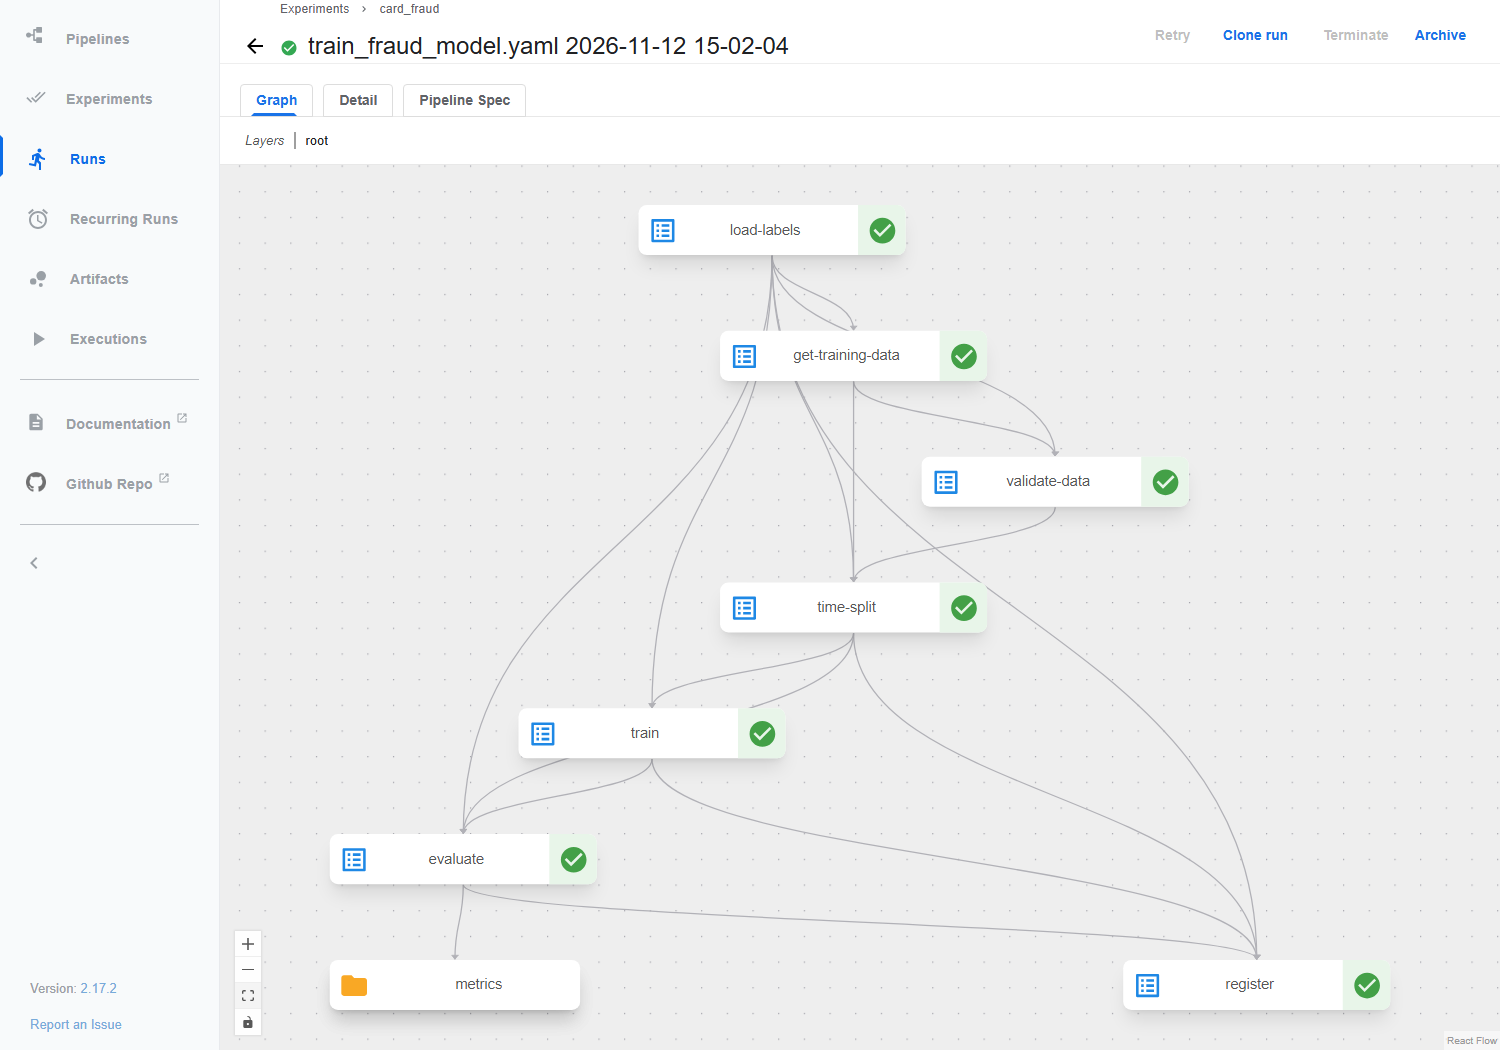 Experiments › card_fraud
train_fraud_model.yaml 2026-11-12 15-02-04
Retry
Clone run
Terminate
Archive
Pipelines
Experiments
Runs
Recurring Runs
Artifacts
Executions
Documentation
Github Repo
Version: 2.17.2
Report an Issue
Graph
Detail
Pipeline Spec
Layers
root
load-labels
get-training-data
validate-data
time-split
train
evaluate
metrics
register
React Flow